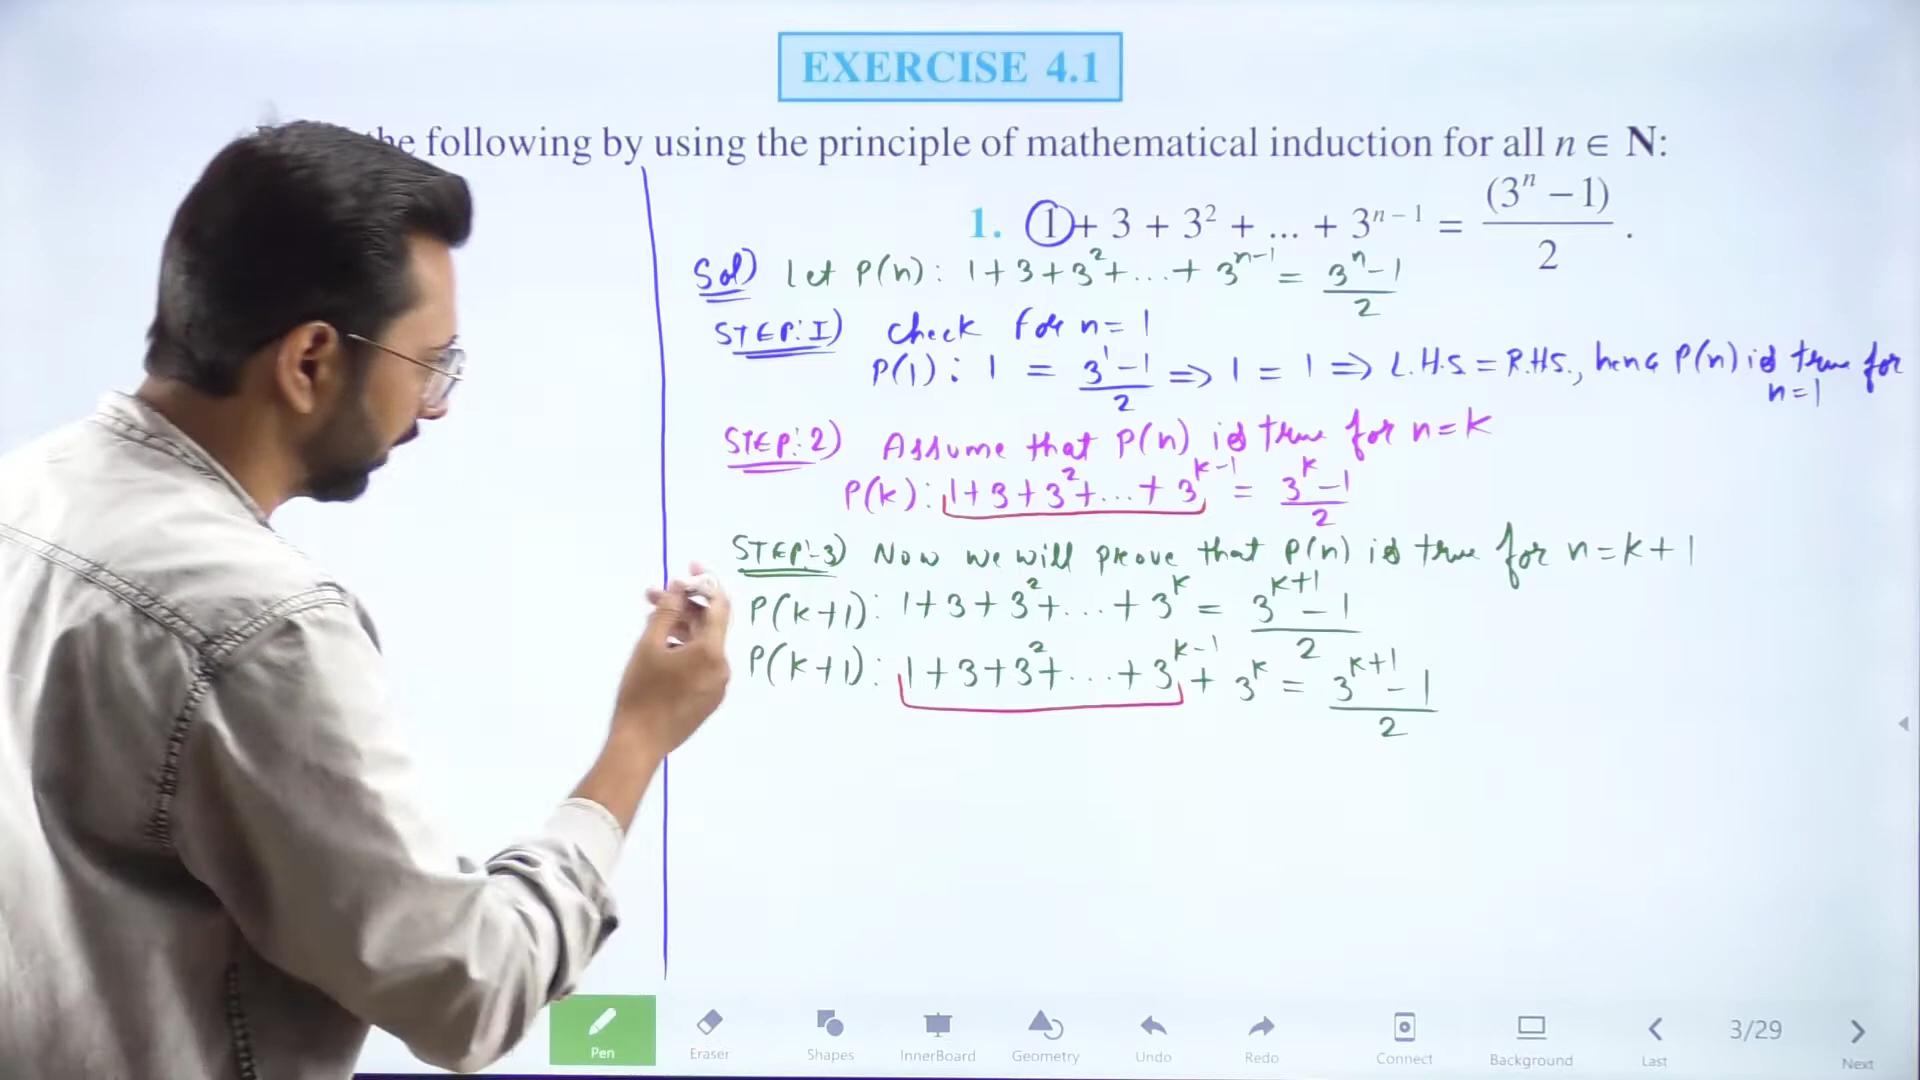 EXERCISE 4.1
he following by using the principle of mathematical induction for all n ∈ N:
1. 1 + 3 + 3² + ... + 3ⁿ⁻¹ = (3ⁿ – 1)/2 .
Sol) Let P(n): 1+3+3²+...+ 3ⁿ⁻¹ = 3ⁿ-1/2
STEP:I) Check for n=1
P(1): 1 = 3¹-1/2 ⇒ 1 = 1 ⇒ L.H.S = R.HS., henc P(n) is true for n=1
STEP:2) Assume that P(n) is true for n=k
P(k): 1+3+3²+...+3ᵏ⁻¹ = 3ᵏ-1/2
STEP-3) Now we will prove that P(n) is true for n=k+1
P(k+1): 1+3+3²+...+3ᵏ = 3ᵏ⁺¹-1/2
P(k+1): 1+3+3²+...+3ᵏ⁻¹+ 3ᵏ = 3ᵏ⁺¹-1/2
Pen Eraser Shapes InnerBoard Geometry Undo Redo Connect Background Last 3/29 Next